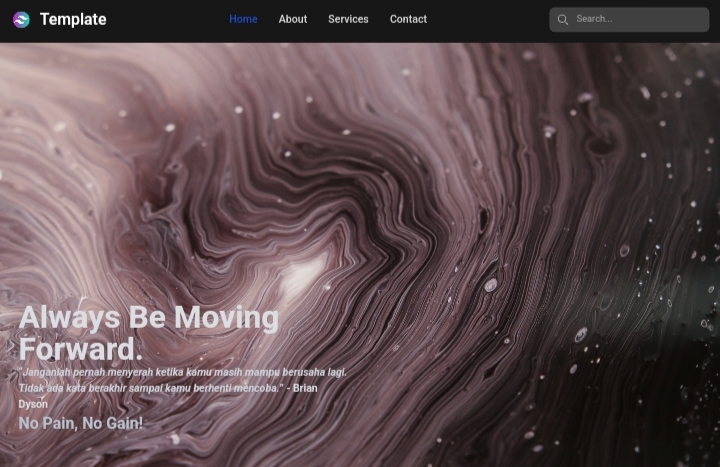 Template
Home
About
Services
Contact
Search...
Always Be Moving
Forward.
"Janganlah pernah menyerah ketika kamu masih mampu berusaha lagi.
Tidak ada kata berakhir sampai kamu berhenti mencoba." - Brian
Dyson
No Pain, No Gain!